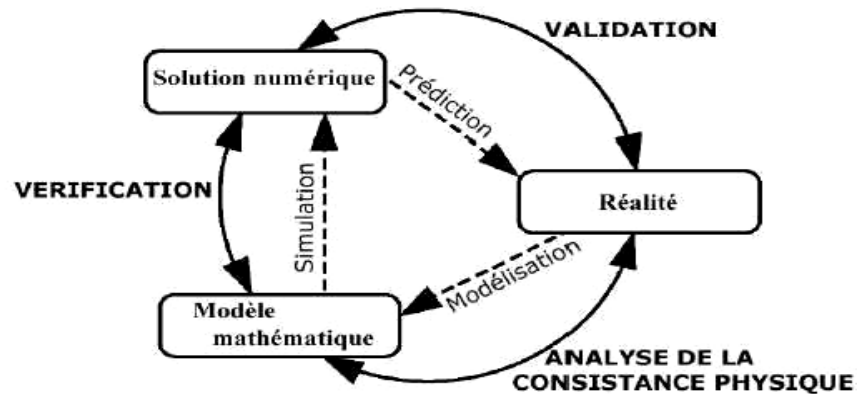 VALIDATION
Solution numérique
Prédiction
VERIFICATION
Simulation
Réalité
Modélisation
Modèle
mathématique
ANALYSE DE LA
CONSISTANCE PHYSIQUE